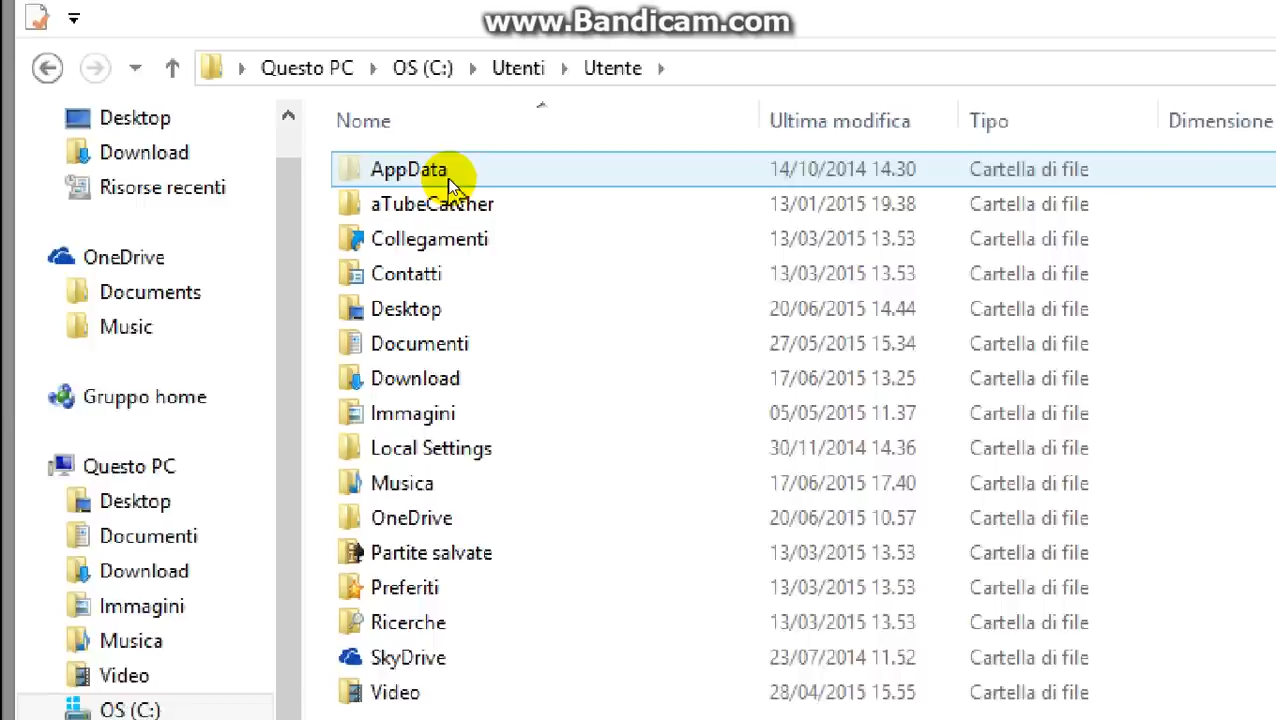 www.Bandicam.com
Questo PC OS (C:) Utenti Utente
Desktop
Download
Risorse recenti
OneDrive
Documents
Music
Gruppo home
Questo PC
Desktop
Documenti
Download
Immagini
Musica
Video
OS (C:)
Nome Ultima modifica Tipo Dimensione
AppData 14/10/2014 14.30 Cartella di file
aTubeCatcher 13/01/2015 19.38 Cartella di file
Collegamenti 13/03/2015 13.53 Cartella di file
Contatti 13/03/2015 13.53 Cartella di file
Desktop 20/06/2015 14.44 Cartella di file
Documenti 27/05/2015 15.34 Cartella di file
Download 17/06/2015 13.25 Cartella di file
Immagini 05/05/2015 11.37 Cartella di file
Local Settings 30/11/2014 14.36 Cartella di file
Musica 17/06/2015 17.40 Cartella di file
OneDrive 20/06/2015 10.57 Cartella di file
Partite salvate 13/03/2015 13.53 Cartella di file
Preferiti 13/03/2015 13.53 Cartella di file
Ricerche 13/03/2015 13.53 Cartella di file
SkyDrive 23/07/2014 11.52 Cartella di file
Video 28/04/2015 15.55 Cartella di file